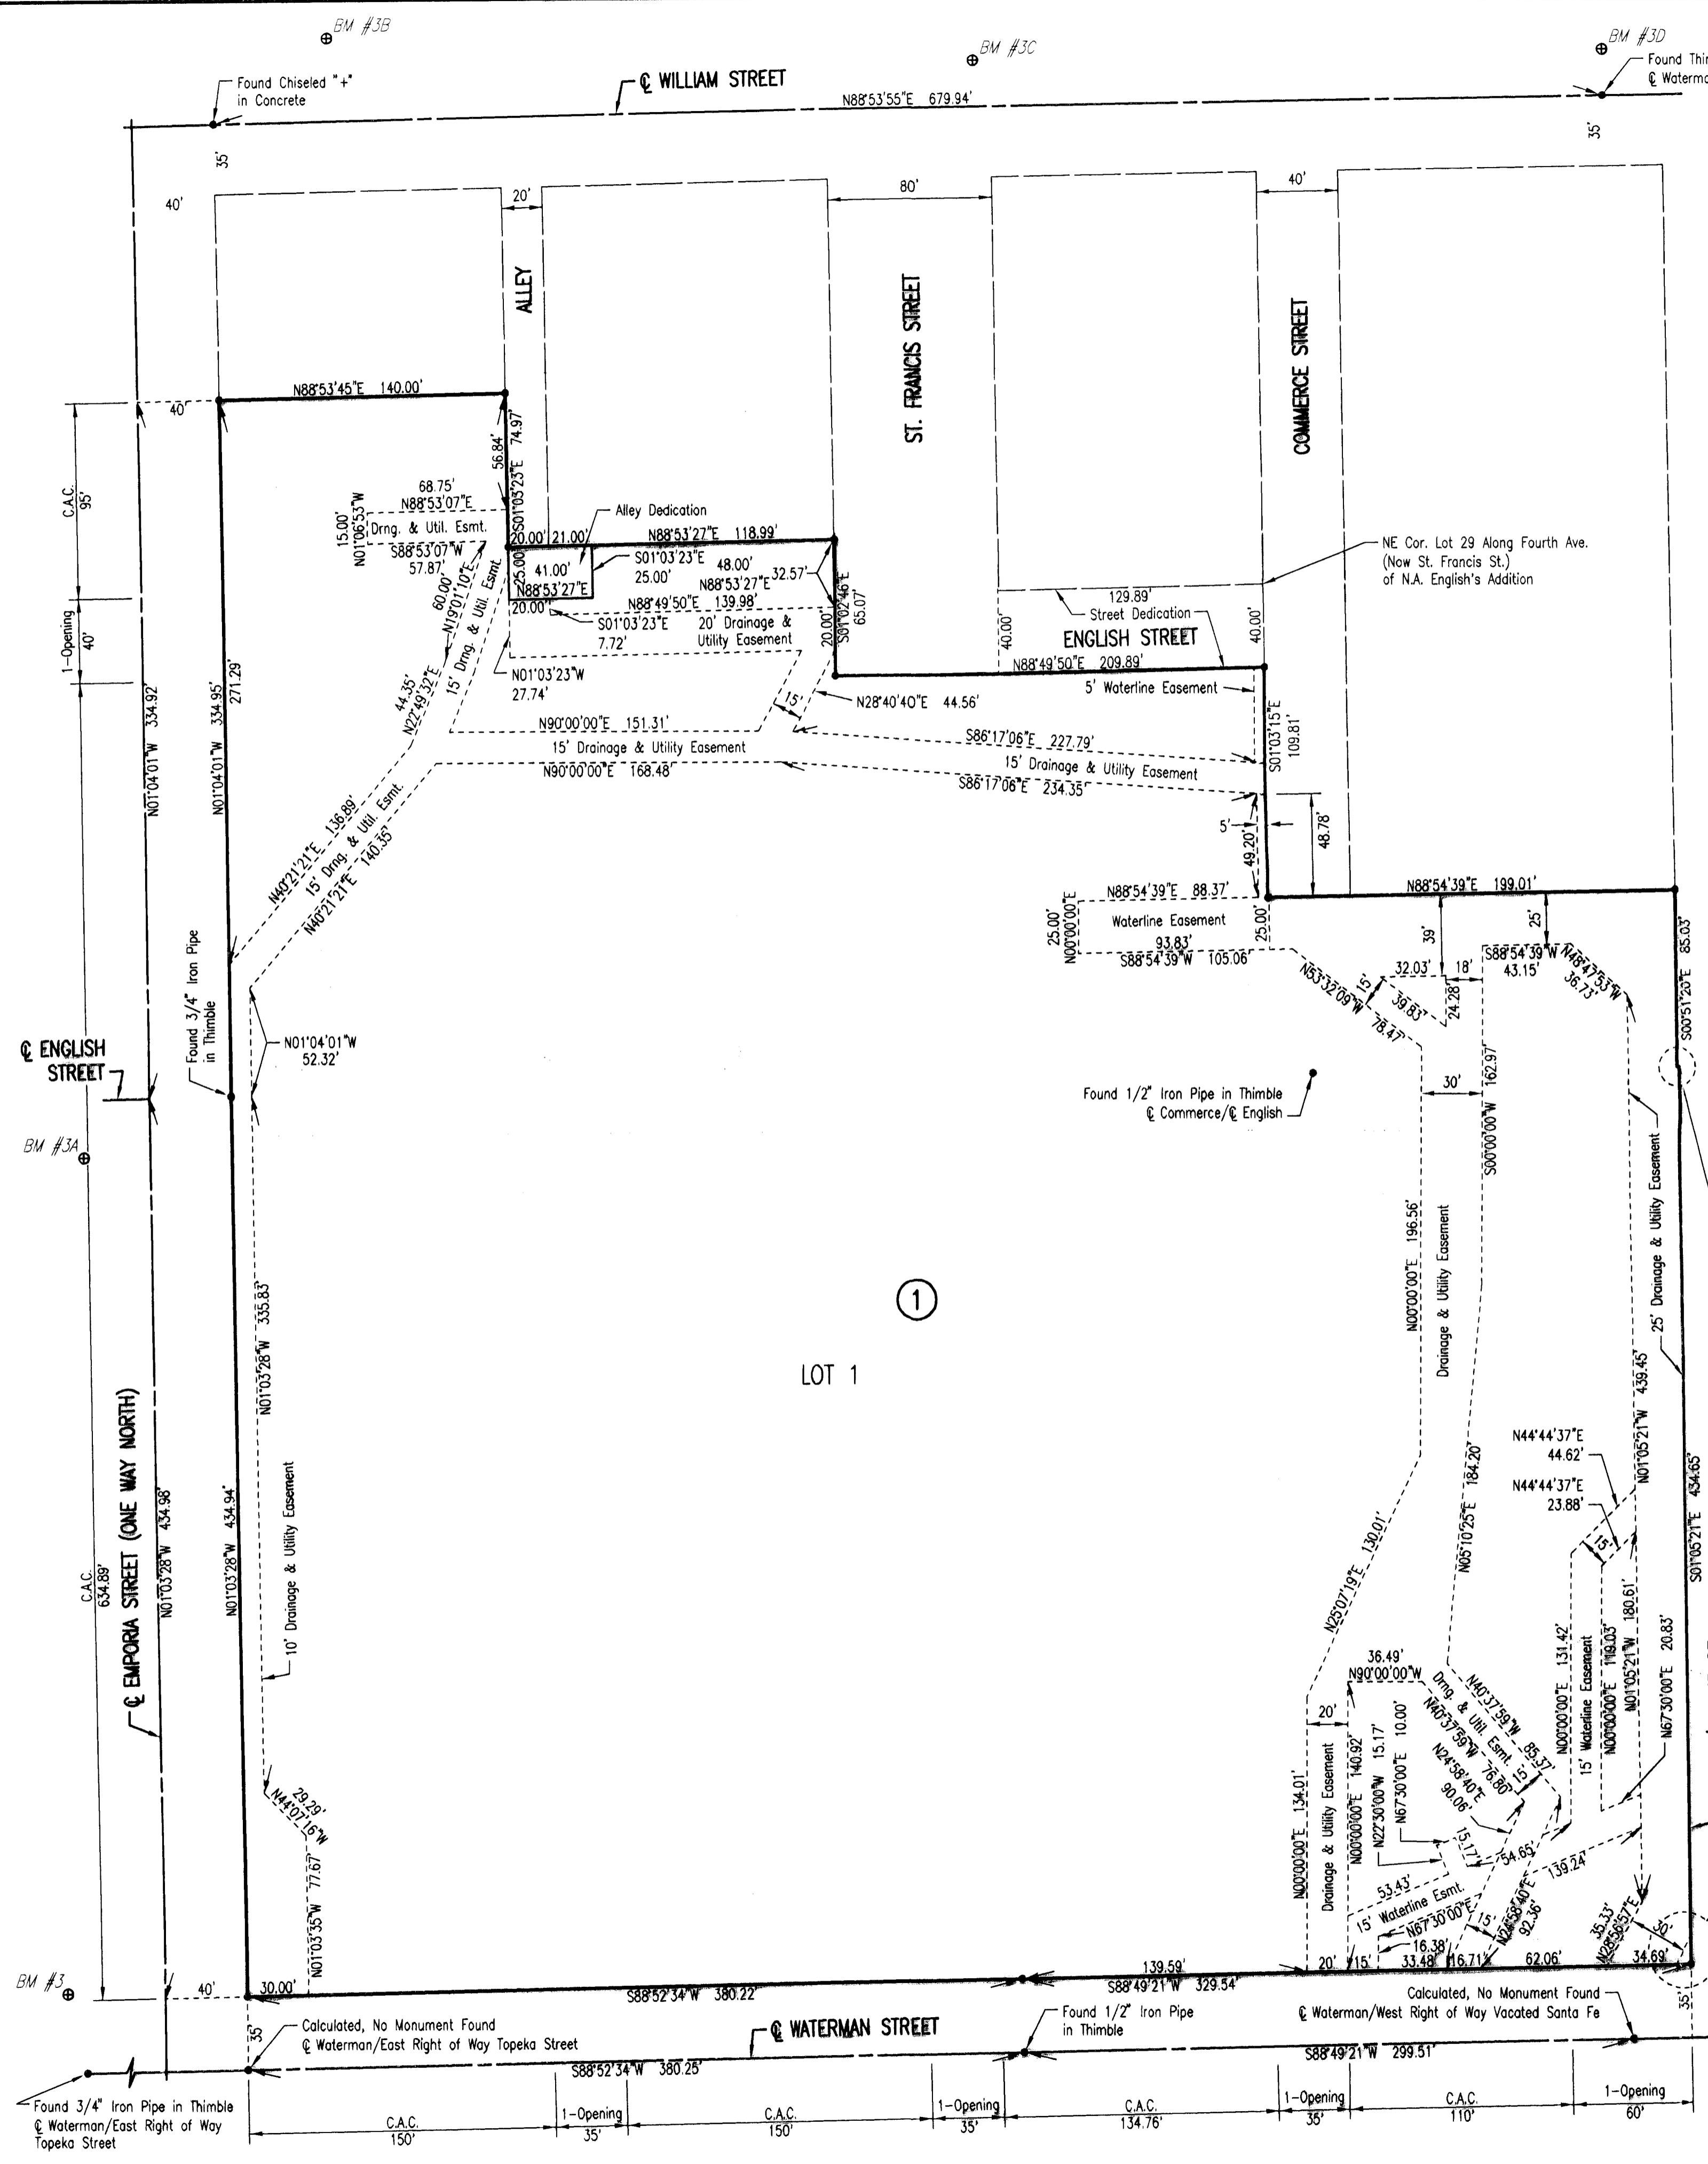 BM #3B
BM #3C
BM #3D
Found Chiseled "+"
in Concrete
℄ WILLIAM STREET
N88°53'55"E 679.94'
Found Thi
℄ Waterma
35'
35'
40'
20'
80'
40'
ALLEY
ST. FRANCIS STREET
COMMERCE STREET
N88°53'45"E 140.00'
40'
C.A.C.
95'
1-Opening
40'
56.84'
S01°03'23"E 74.97'
68.75'
N88°53'07"E
15.00'
N01°06'53"W
Drng. & Util. Esmt.
S88°53'07"W
57.87'
Alley Dedication
20.00' 21.00'
N88°53'27"E 118.99'
25.00'
41.00'
N88°53'27"E
S01°03'23"E
25.00'
48.00'
N88°53'27"E
32.57'
S01°02'46"E
65.07'
20.00'
N88°49'50"E 139.98'
S01°03'23"E
7.72'
20' Drainage &
Utility Easement
20.00'
60.00'
N19°01'10"E
15' Drng. & Util. Esmt.
44.35'
N22°49'32"E
N01°03'23"W
27.74'
NE Cor. Lot 29 Along Fourth Ave.
(Now St. Francis St.)
of N.A. English's Addition
129.89'
Street Dedication
40.00'
ENGLISH STREET
40.00'
N88°49'50"E 209.89'
5' Waterline Easement
N28°40'40"E 44.56'
15'
N90°00'00"E 151.31'
15' Drainage & Utility Easement
N90°00'00"E 168.48'
S86°17'06"E 227.79'
15' Drainage & Utility Easement
S86°17'06"E 234.35'
S01°03'15"E
109.81'
5'
49.20'
48.78'
N01°04'01"W 334.92'
N01°04'01"W 334.95'
271.29'
N40°21'21"E 136.89'
15' Drng. & Util. Esmt.
N40°21'21"E 140.35'
N88°54'39"E 88.37'
25.00'
N00°00'00"E
Waterline Easement
93.83'
S88°54'39"W 105.06'
25.00'
N88°54'39"E 199.01'
39'
25'
S88°54'39"W
43.15'
N48°47'53"W
36.73'
S00°51'20"E 85.03'
32.03'
18'
15'
39.83'
24.28'
N53°32'09"W
78.47'
Found 3/4" Iron Pipe
in Thimble
N01°04'01"W
52.32'
℄ ENGLISH
STREET
BM #3A
Found 1/2" Iron Pipe in Thimble
℄ Commerce/℄ English
30'
S00°00'00"W 162.97'
N00°00'00"E 196.56'
Drainage & Utility Easement
25' Drainage & Utility Easement
1
LOT 1
N01°03'28"W 335.83'
10' Drainage & Utility Easement
N01°03'28"W 434.94'
N01°03'28"W 434.98'
℄ EMPORIA STREET (ONE WAY NORTH)
C.A.C.
634.89'
N01°05'21"W 439.45'
S01°05'21"E 434.65'
N44°44'37"E
44.62'
N44°44'37"E
23.88'
15'
N05°10'25"E 184.20'
N25°07'19"E 130.01'
N00°00'00"E 131.42'
15' Waterline Easement
N00°00'00"E 119.03'
N01°05'21"W 180.61'
N67°30'00"E 20.83'
36.49'
N90°00'00"W
20'
N00°00'00"E 134.01'
Drainage & Utility Easement
N00°00'00"E 140.92'
N22°30'00"W 15.17'
N67°30'00"E 10.00'
N40°37'59"W 85.37'
Drng. & Util. Esmt.
N40°37'59"W 76.80'
15'
N24°58'40"E
90.06'
15.17'
54.65'
139.24'
53.43'
15' Waterline Esmt.
N67°30'00"E
15'
N24°58'40"E
92.36'
35.33'
N28°56'57"E
30'
29.29'
N44°07'16"W
N01°03'35"W 77.67'
BM #3
40'
30.00'
S88°52'34"W 380.22'
139.59'
S88°49'21"W 329.54'
20'
15'
16.38'
33.48'
16.71'
62.06'
34.69'
35'
35'
Calculated, No Monument Found
℄ Waterman/East Right of Way Topeka Street
℄ WATERMAN STREET
Found 1/2" Iron Pipe
in Thimble
Calculated, No Monument Found
℄ Waterman/West Right of Way Vacated Santa Fe
S88°52'34"W 380.25'
S88°49'21"W 299.51'
Found 3/4" Iron Pipe in Thimble
℄ Waterman/East Right of Way
Topeka Street
C.A.C.
150'
1-Opening
35'
C.A.C.
150'
1-Opening
35'
C.A.C.
134.76'
1-Opening
35'
C.A.C.
110'
1-Opening
60'